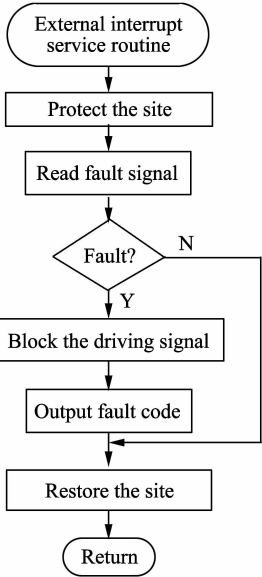 External interrupt
service routine
Protect the site
Read fault signal
Fault?
N
Y
Block the driving signal
Output fault code
Restore the site
Return